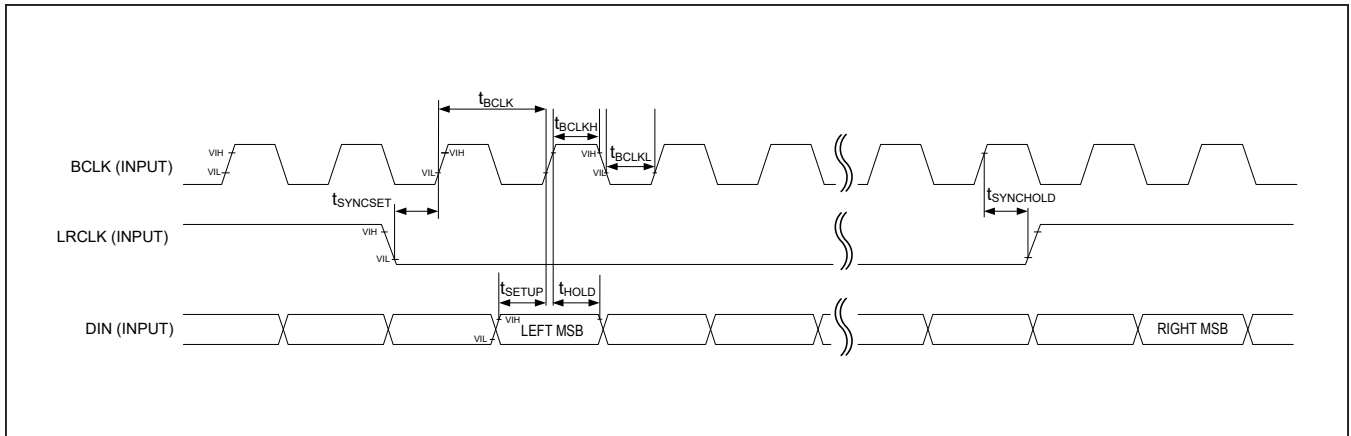 tBCLK
tBCLKH
tBCLKL
BCLK (INPUT)
VIH
VIL
VIH
VIL
VIH
VIL
tSYNCSET
tSYNCHOLD
LRCLK (INPUT)
VIH
VIL
tSETUP
tHOLD
DIN (INPUT)
VIH
VIL
LEFT MSB
RIGHT MSB